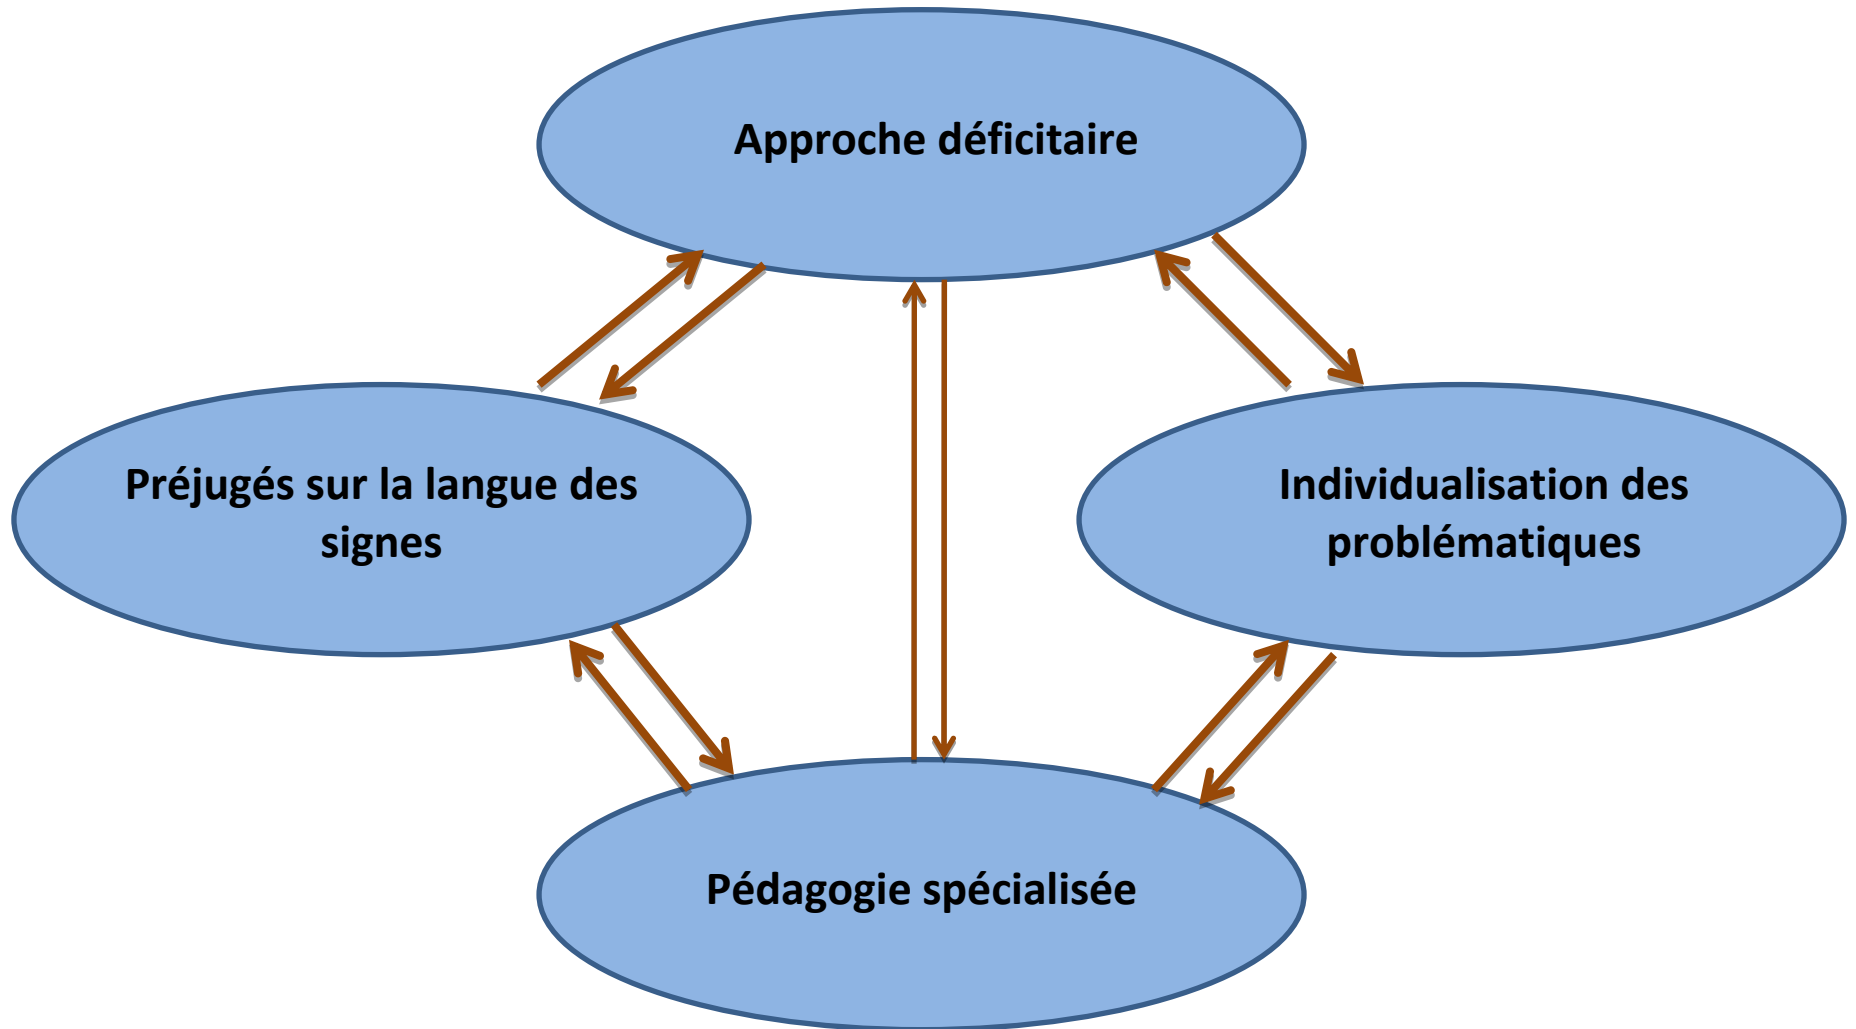 Approche déficitaire
Préjugés sur la langue des
signes
Individualisation des
problématiques
Pédagogie spécialisée